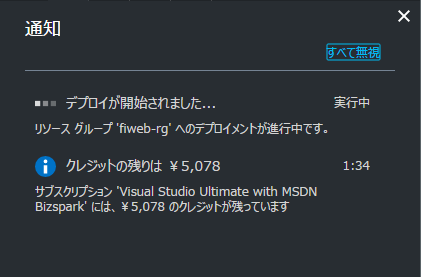 通知
すべて無視
デプロイが開始されました... 実行中
リソース グループ 'fiweb-rg' へのデプロイメントが進行中です。
クレジットの残りは ￥5,078 1:34
サブスクリプション 'Visual Studio Ultimate with MSDN
Bizspark' には、￥5,078 のクレジットが残っています